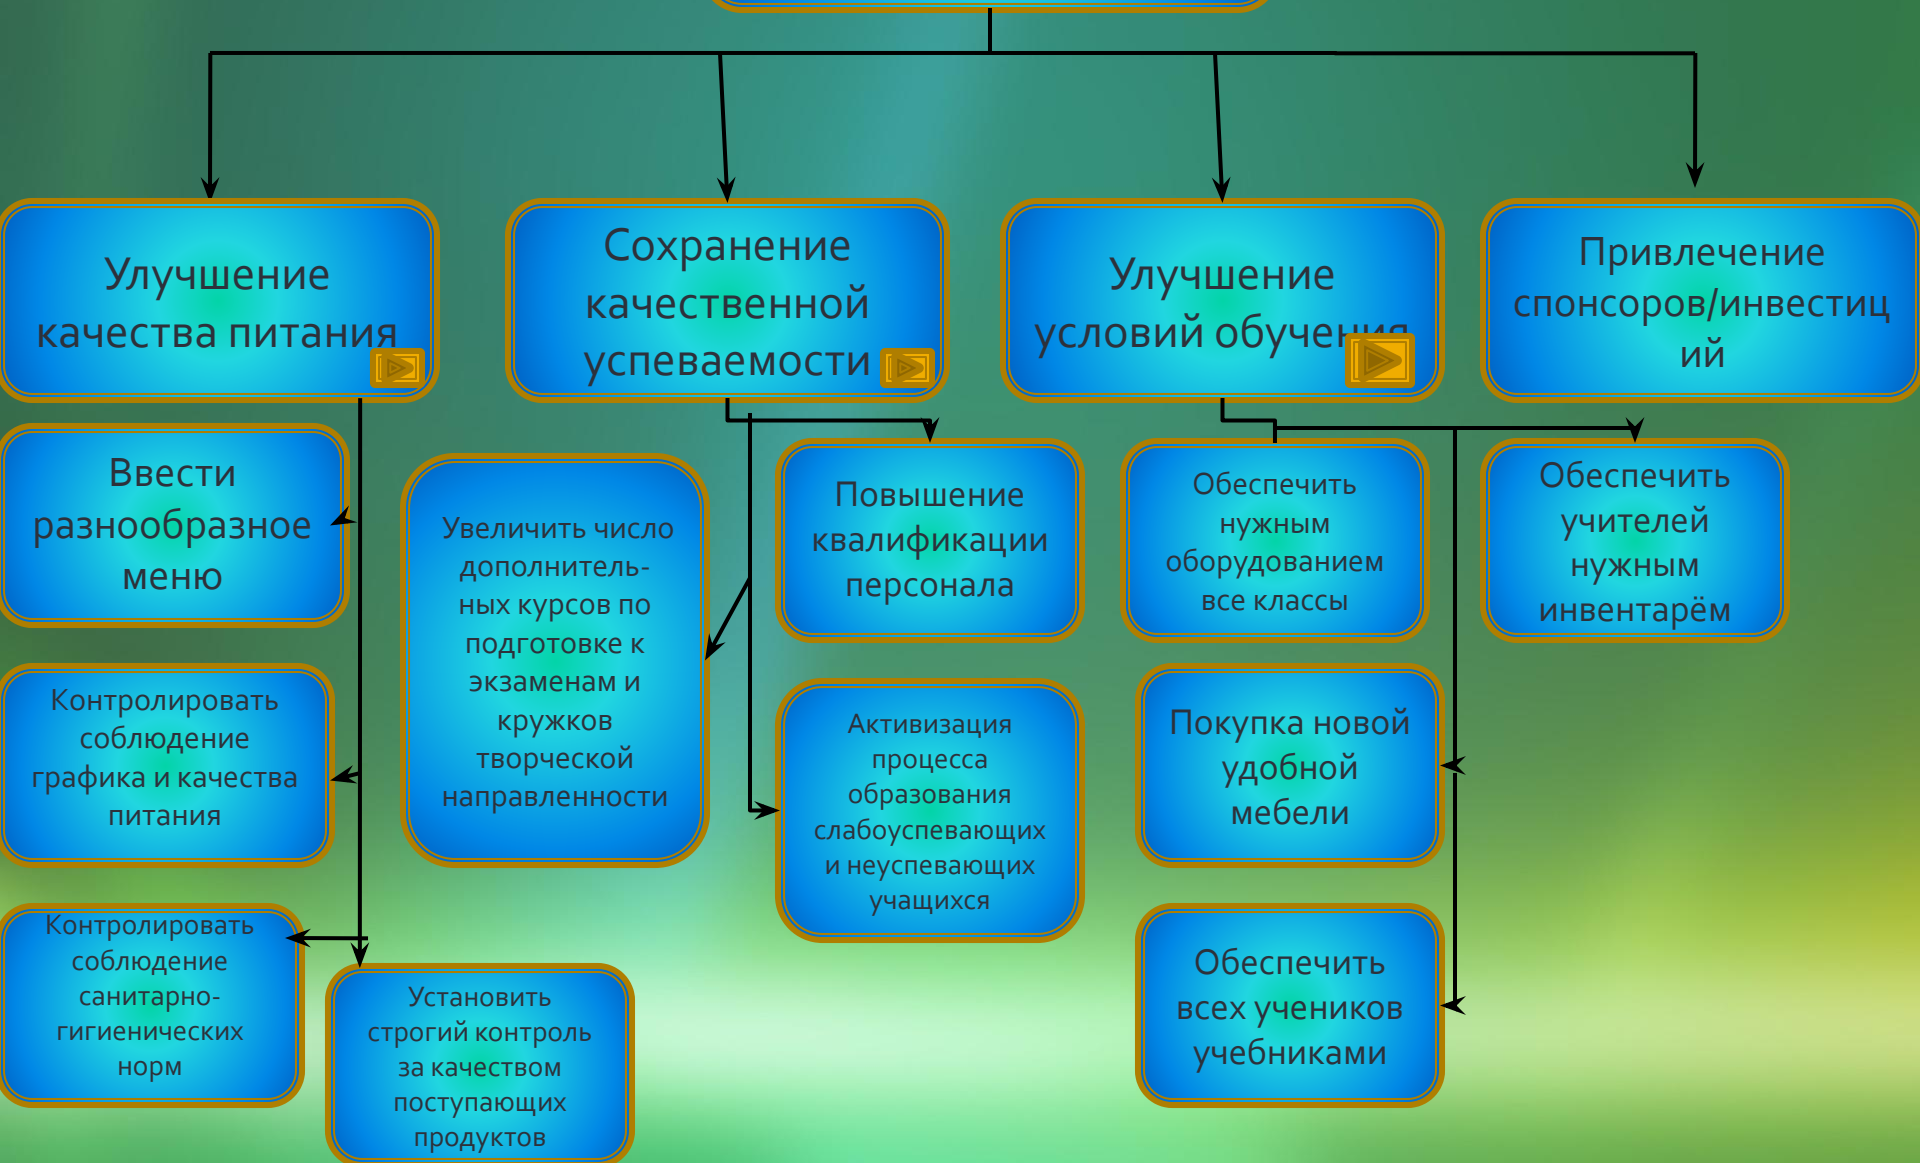 Улучшение
качества питания
Сохранение
качественной
успеваемости
Улучшение
условий обучения
Привлечение
спонсоров/инвестиц
ий
Ввести
разнообразное
меню
Контролировать
соблюдение
графика и качества
питания
Контролировать
соблюдение
санитарно-
гигиенических
норм
Установить
строгий контроль
за качеством
поступающих
продуктов
Увеличить число
дополнитель-
ных курсов по
подготовке к
экзаменам и
кружков
творческой
направленности
Повышение
квалификации
персонала
Активизация
процесса
образования
слабоуспевающих
и неуспевающих
учащихся
Обеспечить
нужным
оборудованием
все классы
Покупка новой
удобной
мебели
Обеспечить
всех учеников
учебниками
Обеспечить
учителей
нужным
инвентарём